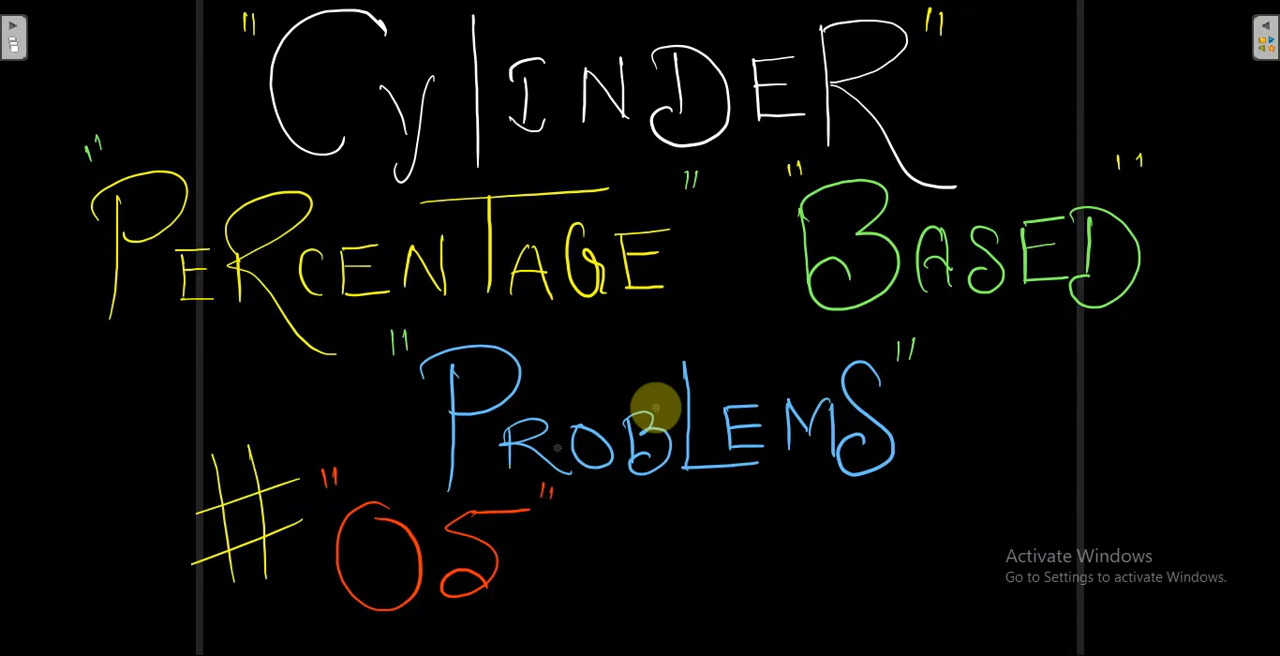 "CylINDER"
"PERCENTAGE" "BASED"
"PROBLEMS"
# "05"
Activate Windows
Go to Settings to activate Windows.